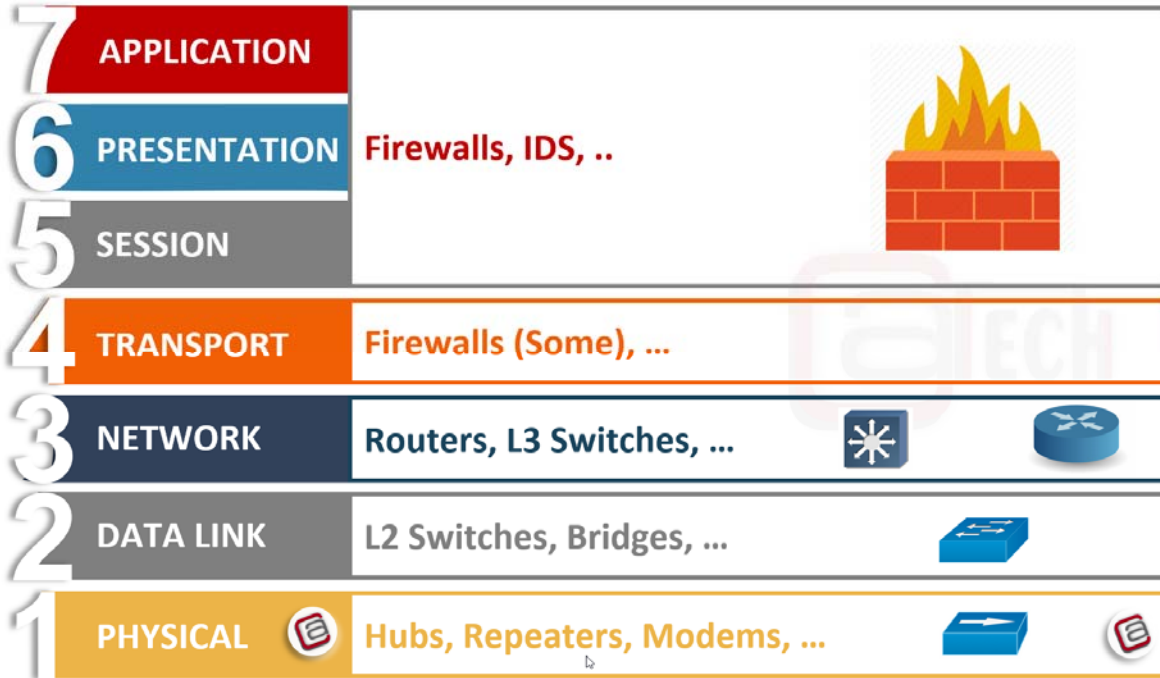 7 APPLICATION
6 PRESENTATION Firewalls, IDS, ..
5 SESSION
4 TRANSPORT Firewalls (Some), ...
ECH
3 NETWORK Routers, L3 Switches, ...
2 DATA LINK L2 Switches, Bridges, ...
1 PHYSICAL Hubs, Repeaters, Modems, ...